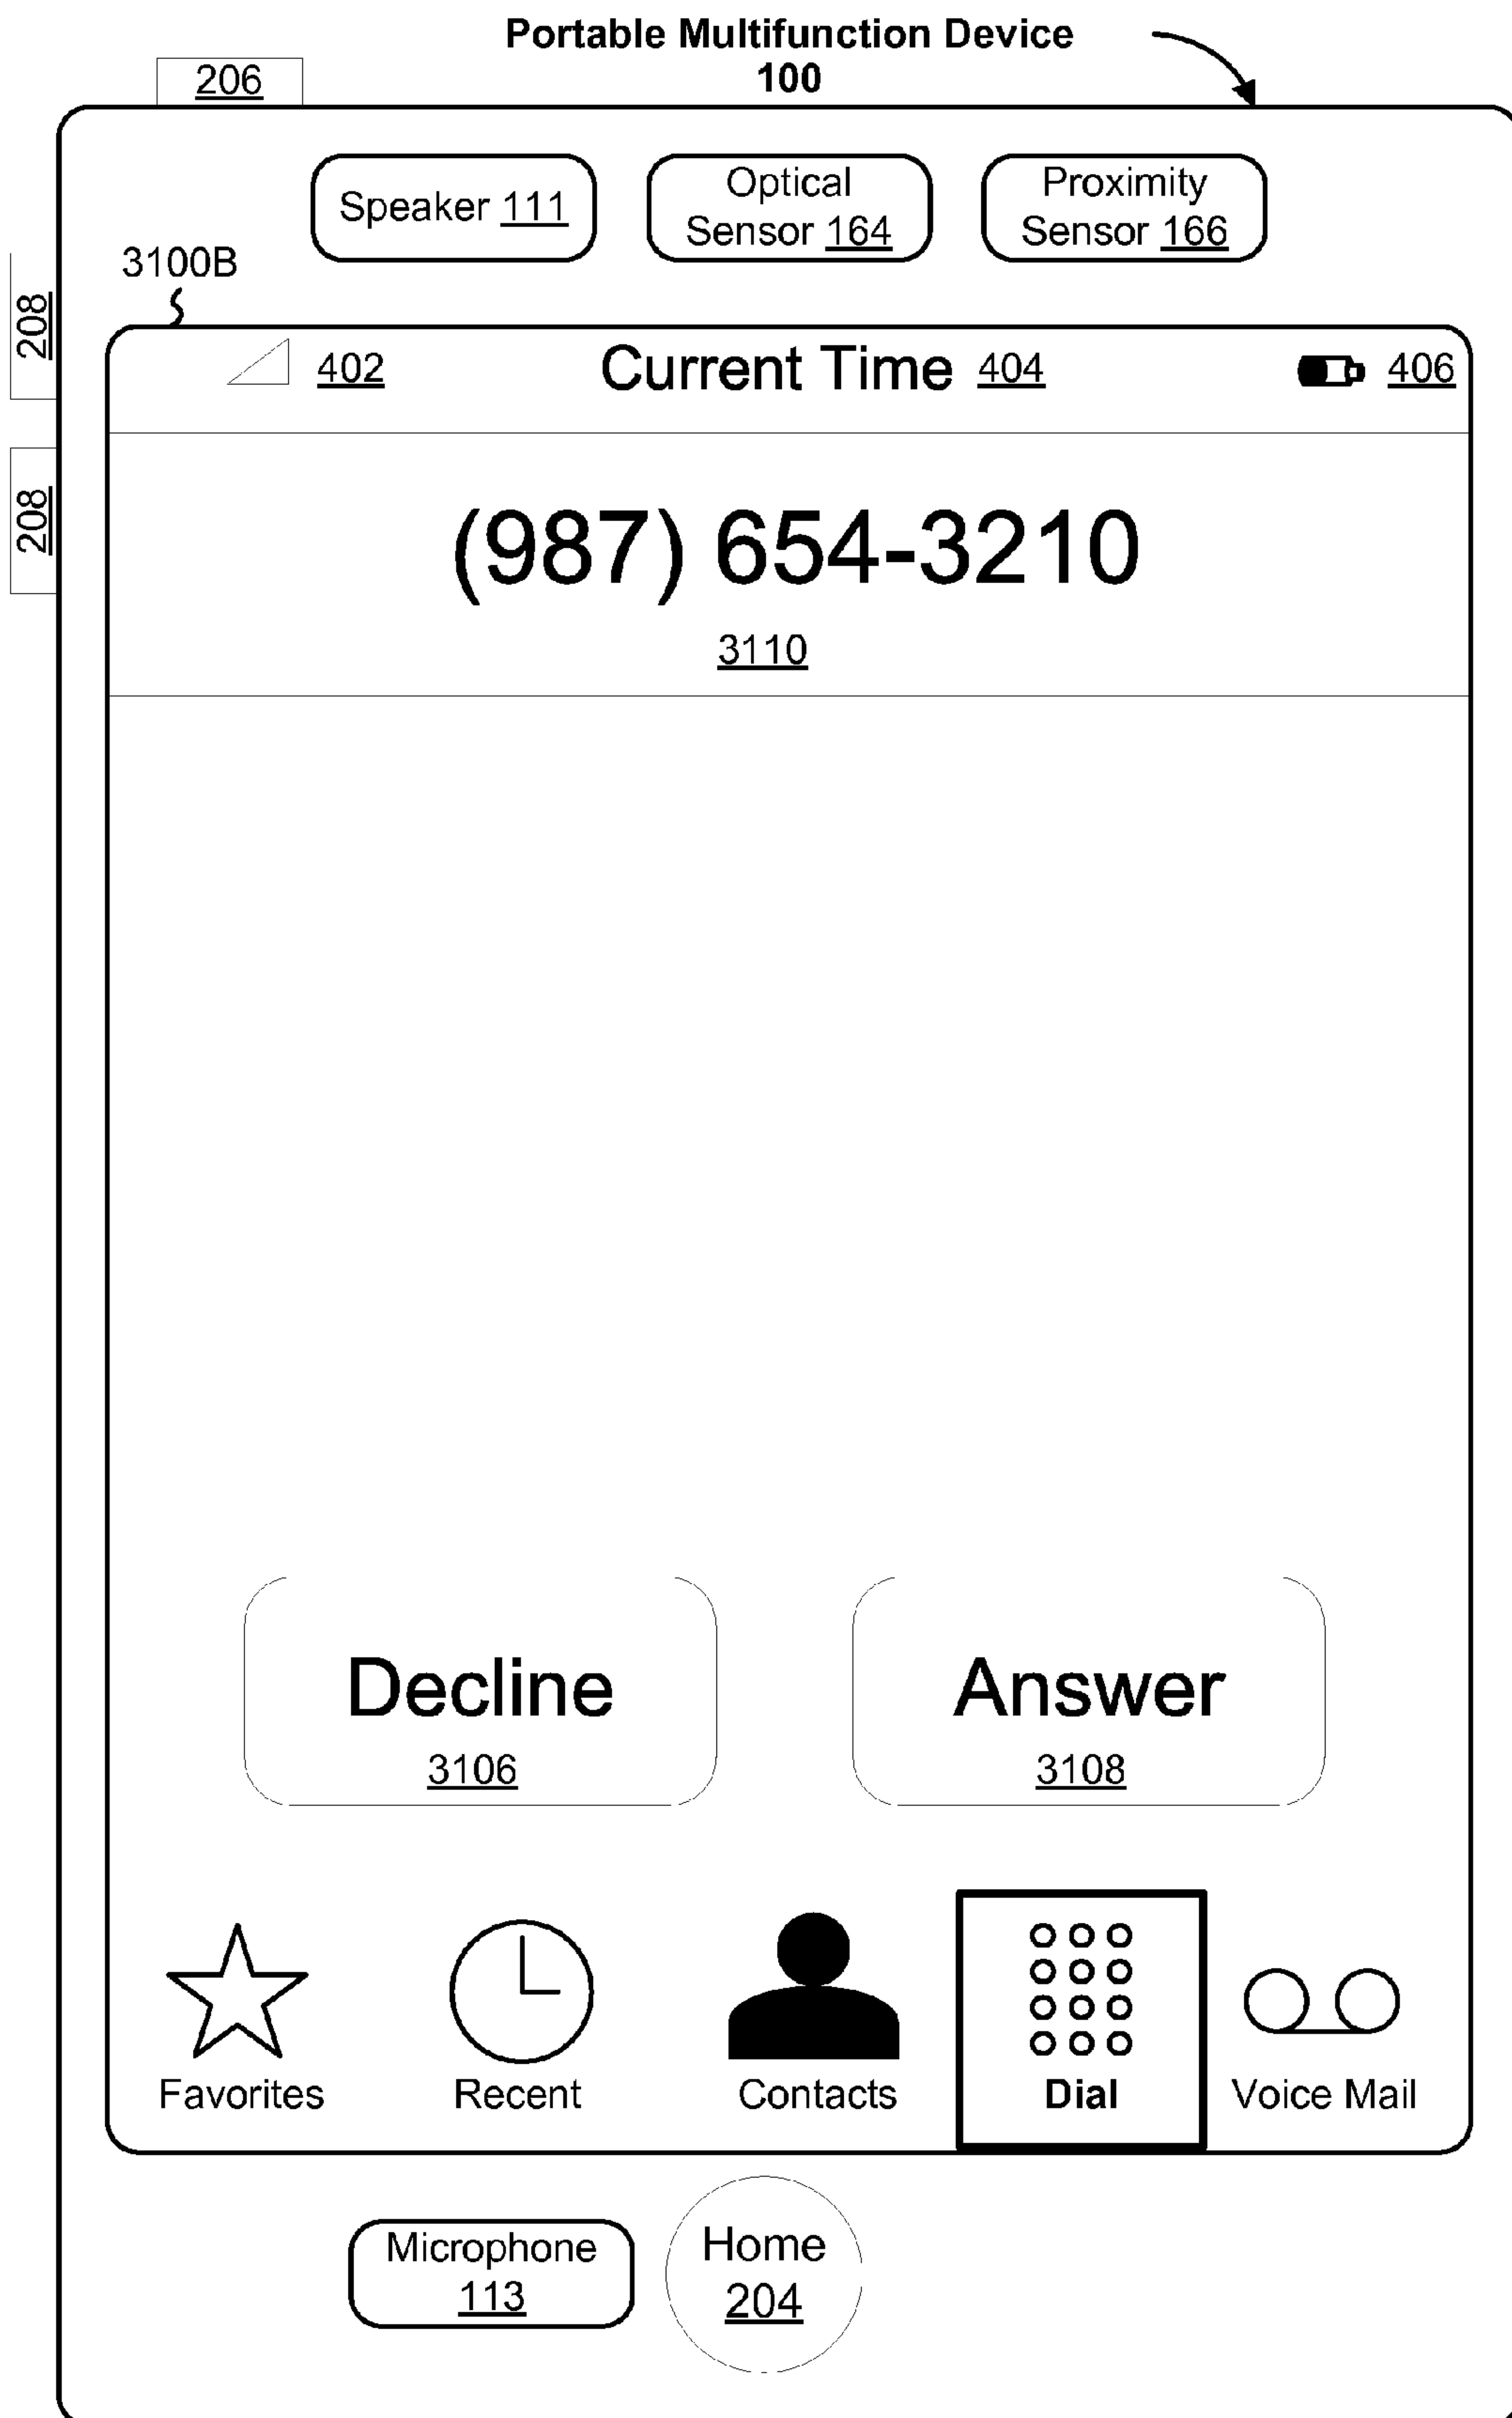 Portable Multifunction Device
100
206
Speaker 111
Optical
Sensor 164
Proximity
Sensor 166
3100B
208
208
402
Current Time 404
406
(987) 654-3210
3110
Decline
3106
Answer
3108
Favorites
Recent
Contacts
Dial
Voice Mail
Microphone
113
Home
204